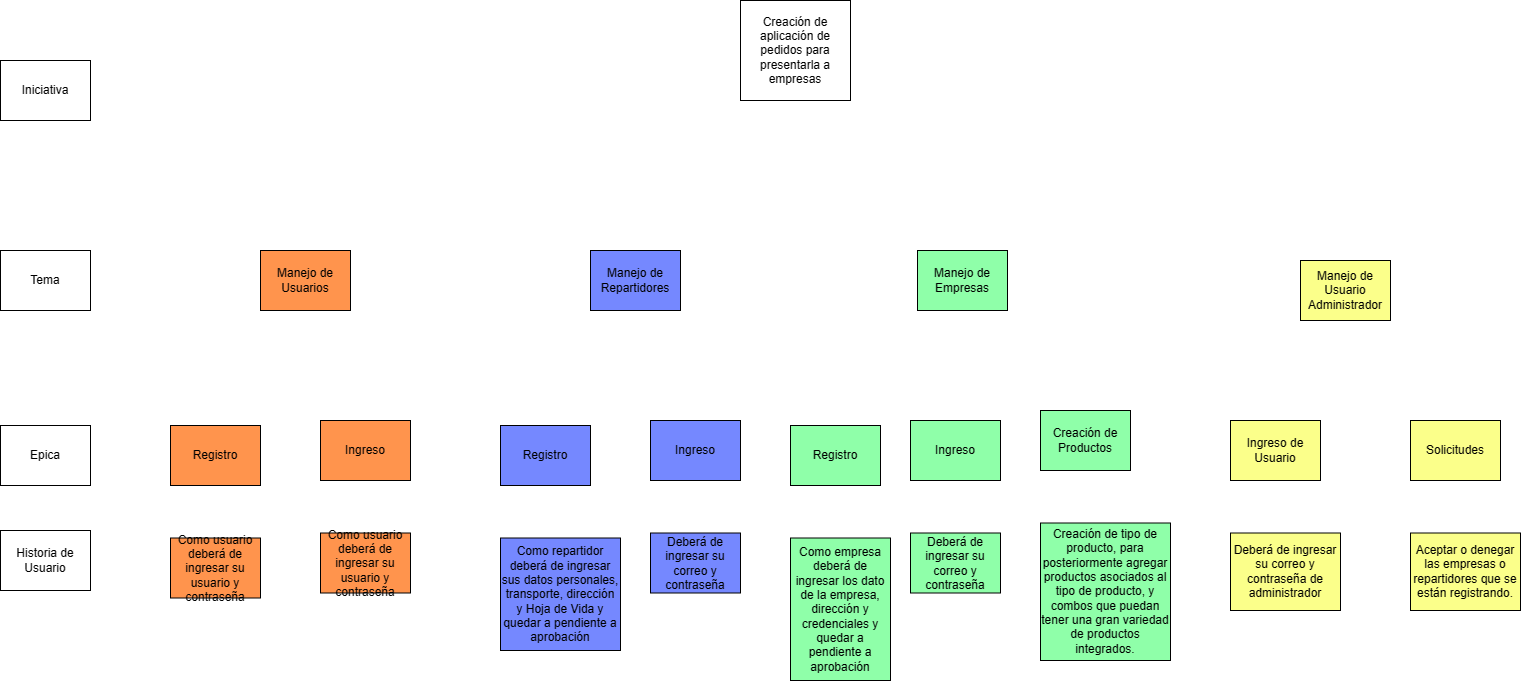 Creación de
aplicación de
pedidos para
presentarla a
empresas
Iniciativa
Tema
Manejo de
Usuarios
Manejo de
Repartidores
Manejo de
Empresas
Manejo de
Usuario
Administrador
Epica
Registro
Ingreso
Registro
Ingreso
Registro
Ingreso
Creación de
Productos
Ingreso de
Usuario
Solicitudes
Historia de
Usuario
Como usuario
deberá de
ingresar su
usuario y
contraseña
Como usuario
deberá de
ingresar su
usuario y
contraseña
Como repartidor
deberá de ingresar
sus datos personales,
transporte, dirección
y Hoja de Vida y
quedar a pendiente a
aprobación
Deberá de
ingresar su
correo y
contraseña
Como empresa
deberá de
ingresar los dato
de la empresa,
dirección y
credenciales y
quedar a
pendiente a
aprobación
Deberá de
ingresar su
correo y
contraseña
Creación de tipo de
producto, para
posteriormente agregar
productos asociados al
tipo de producto, y
combos que puedan
tener una gran variedad
de productos
integrados.
Deberá de ingresar
su correo y
contraseña de
administrador
Aceptar o denegar
las empresas o
repartidores que se
están registrando.